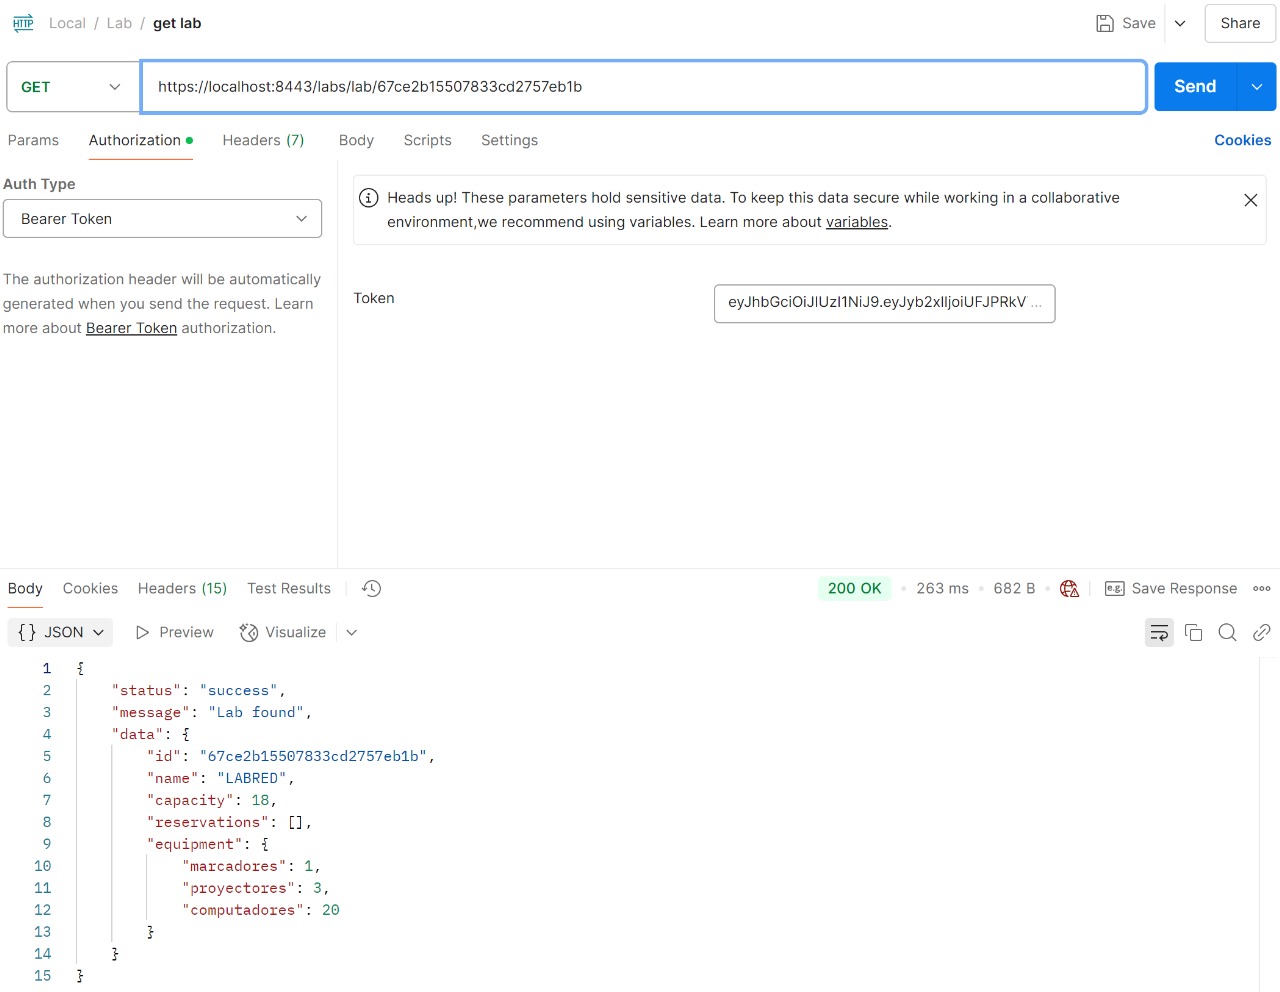 HTTP Local / Lab / get lab Save Share
GET https://localhost:8443/labs/lab/67ce2b15507833cd2757eb1b Send
Params Authorization Headers (7) Body Scripts Settings Cookies
Auth Type
Bearer Token
The authorization header will be automatically
generated when you send the request. Learn
more about Bearer Token authorization.
Heads up! These parameters hold sensitive data. To keep this data secure while working in a collaborative
environment,we recommend using variables. Learn more about variables.
Token eyJhbGciOiJIUzI1NiJ9.eyJyb2xlIjoiUFJPRkV ...
Body Cookies Headers (15) Test Results 200 OK • 263 ms • 682 B • e.g. Save Response
{} JSON Preview Visualize
1 {
2 "status": "success",
3 "message": "Lab found",
4 "data": {
5 "id": "67ce2b15507833cd2757eb1b",
6 "name": "LABRED",
7 "capacity": 18,
8 "reservations": [],
9 "equipment": {
10 "marcadores": 1,
11 "proyectores": 3,
12 "computadores": 20
13 }
14 }
15 }